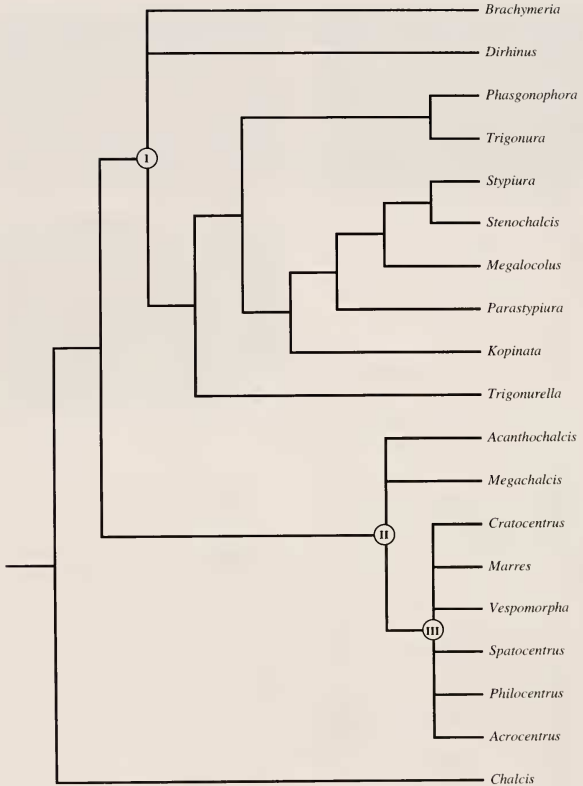 Brachymeria
Dirhinus
Phasgonophora
I
Trigonura
Stypiura
Stenochalcis
Megalocolus
Parastypiura
Kopinata
Trigonurella
Acanthochalcis
Megachalcis
Cratocentrus
II
Marres
Vespomorpha
III
Spatocentrus
Philocentrus
Acrocentrus
Chalcis